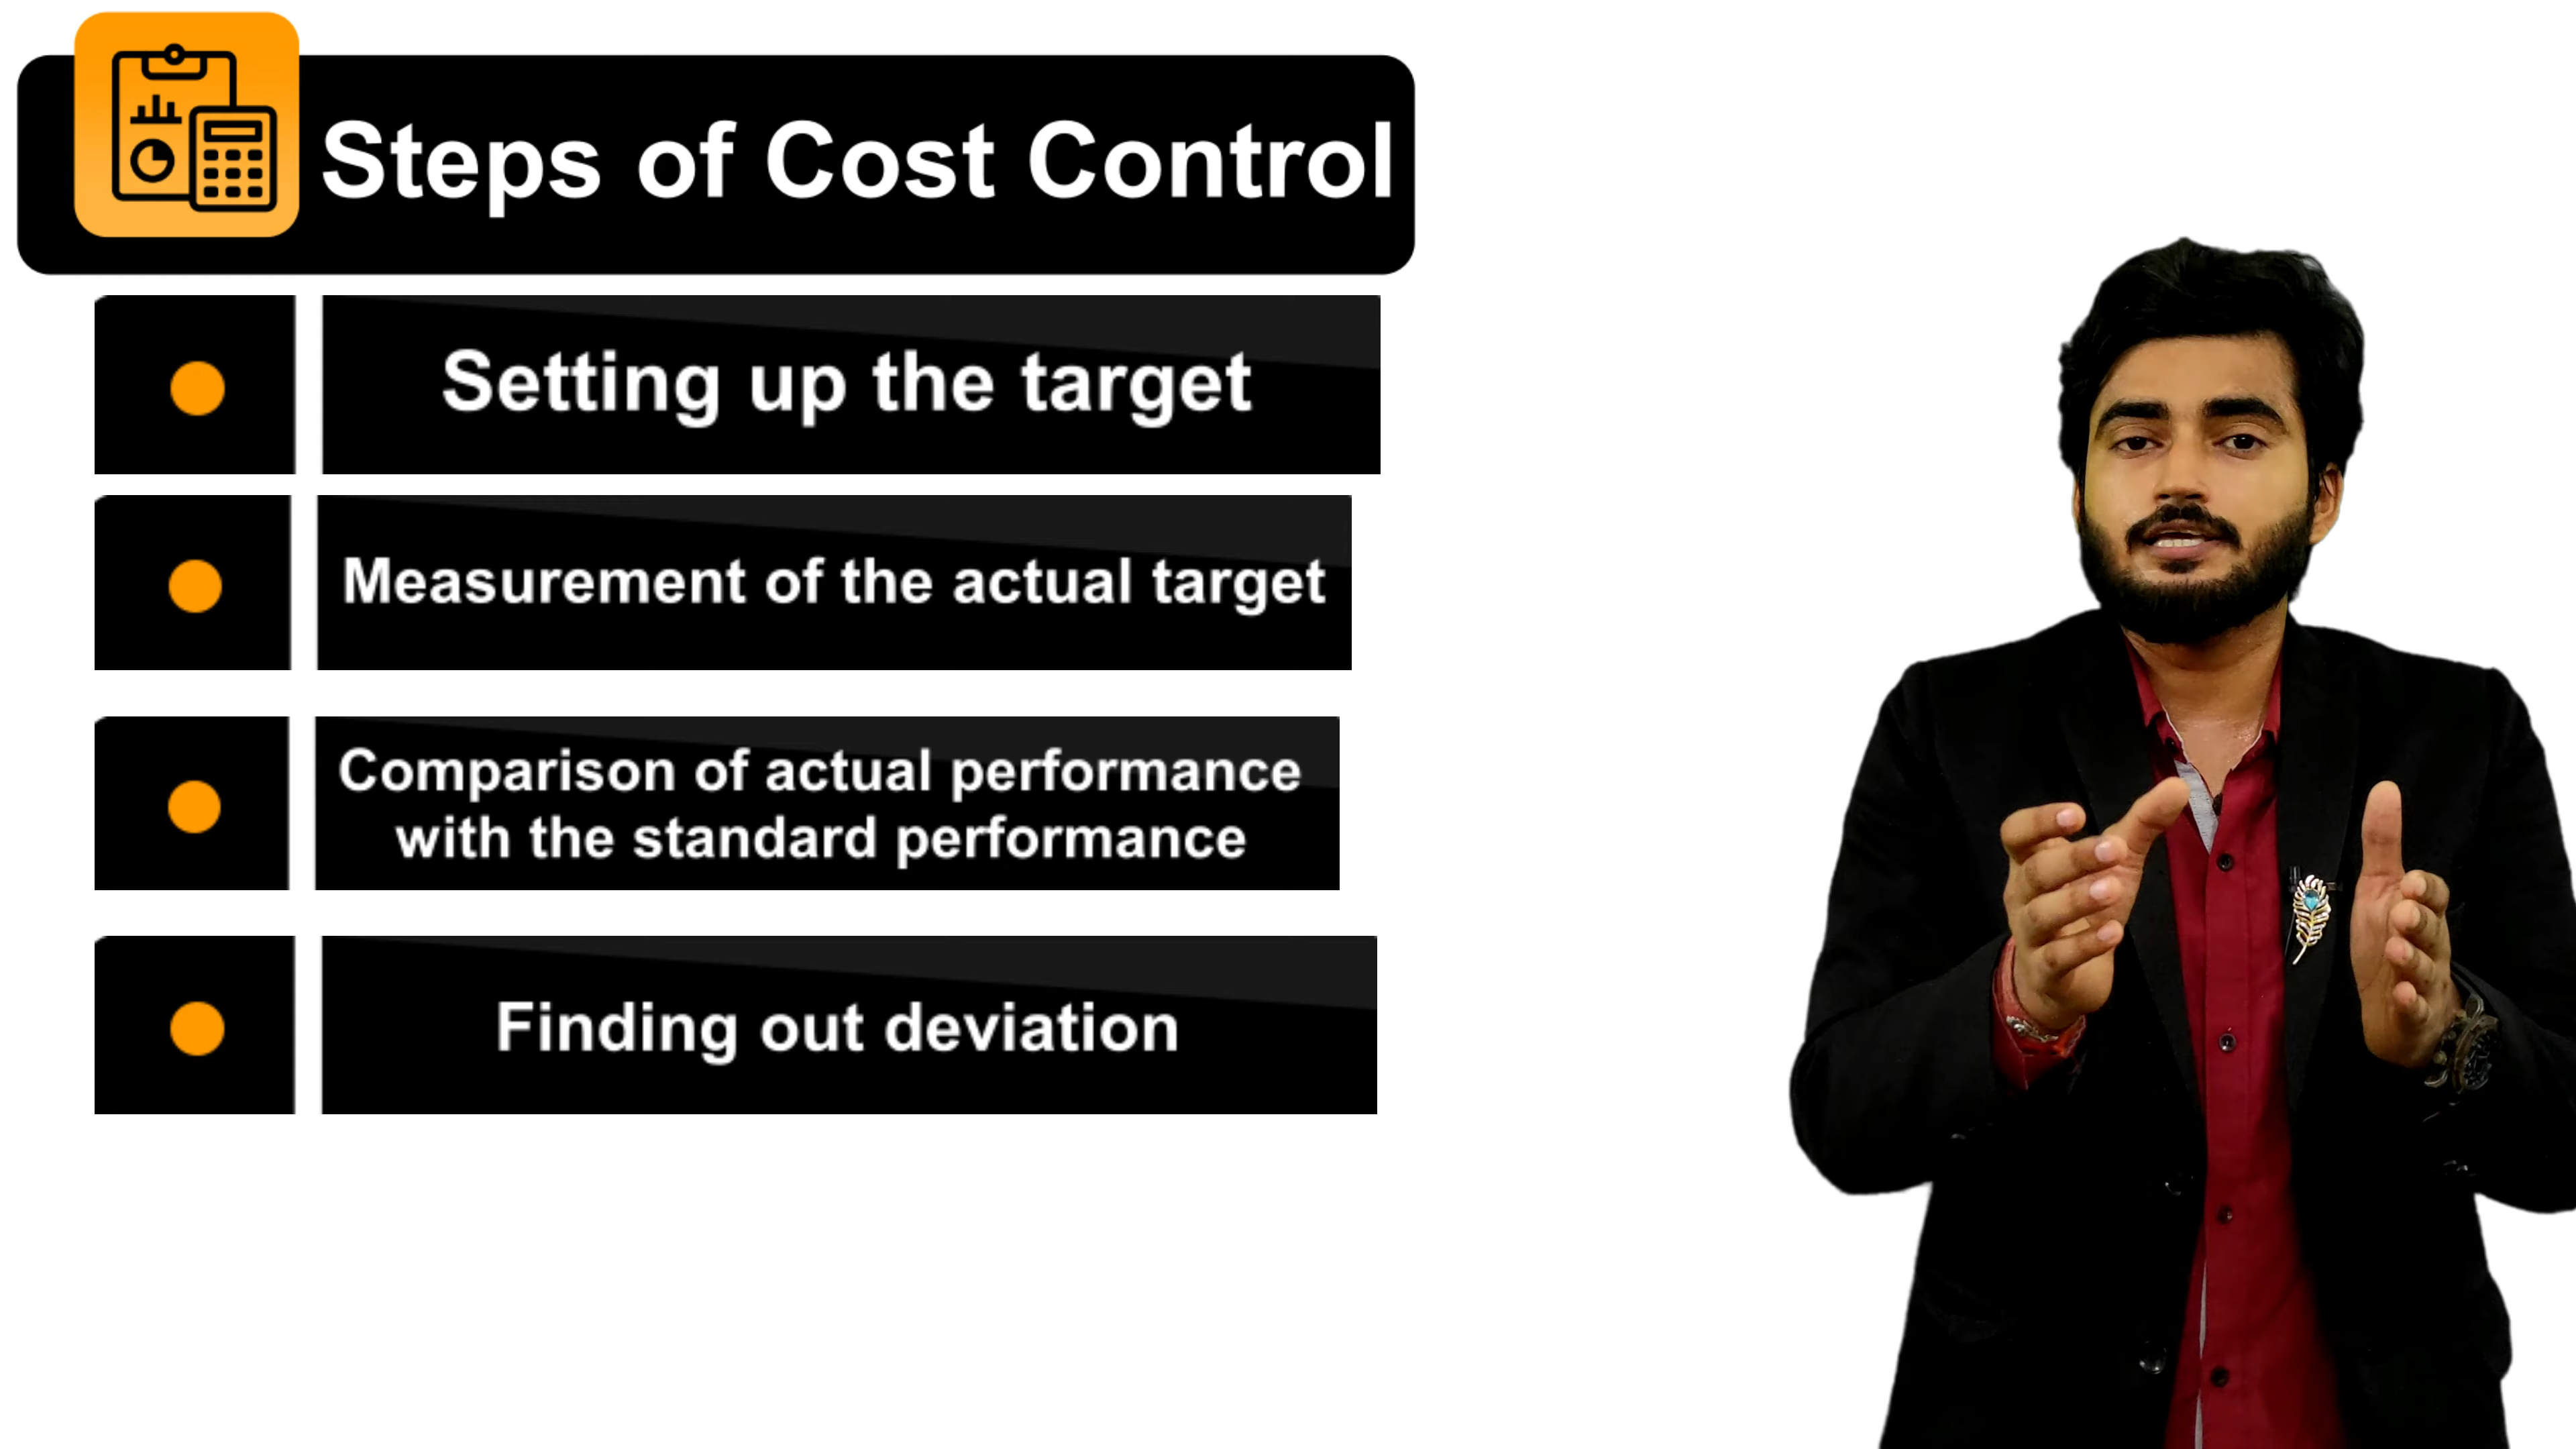 Steps of Cost Control
Setting up the target
Measurement of the actual target
Comparison of actual performance
with the standard performance
Finding out deviation